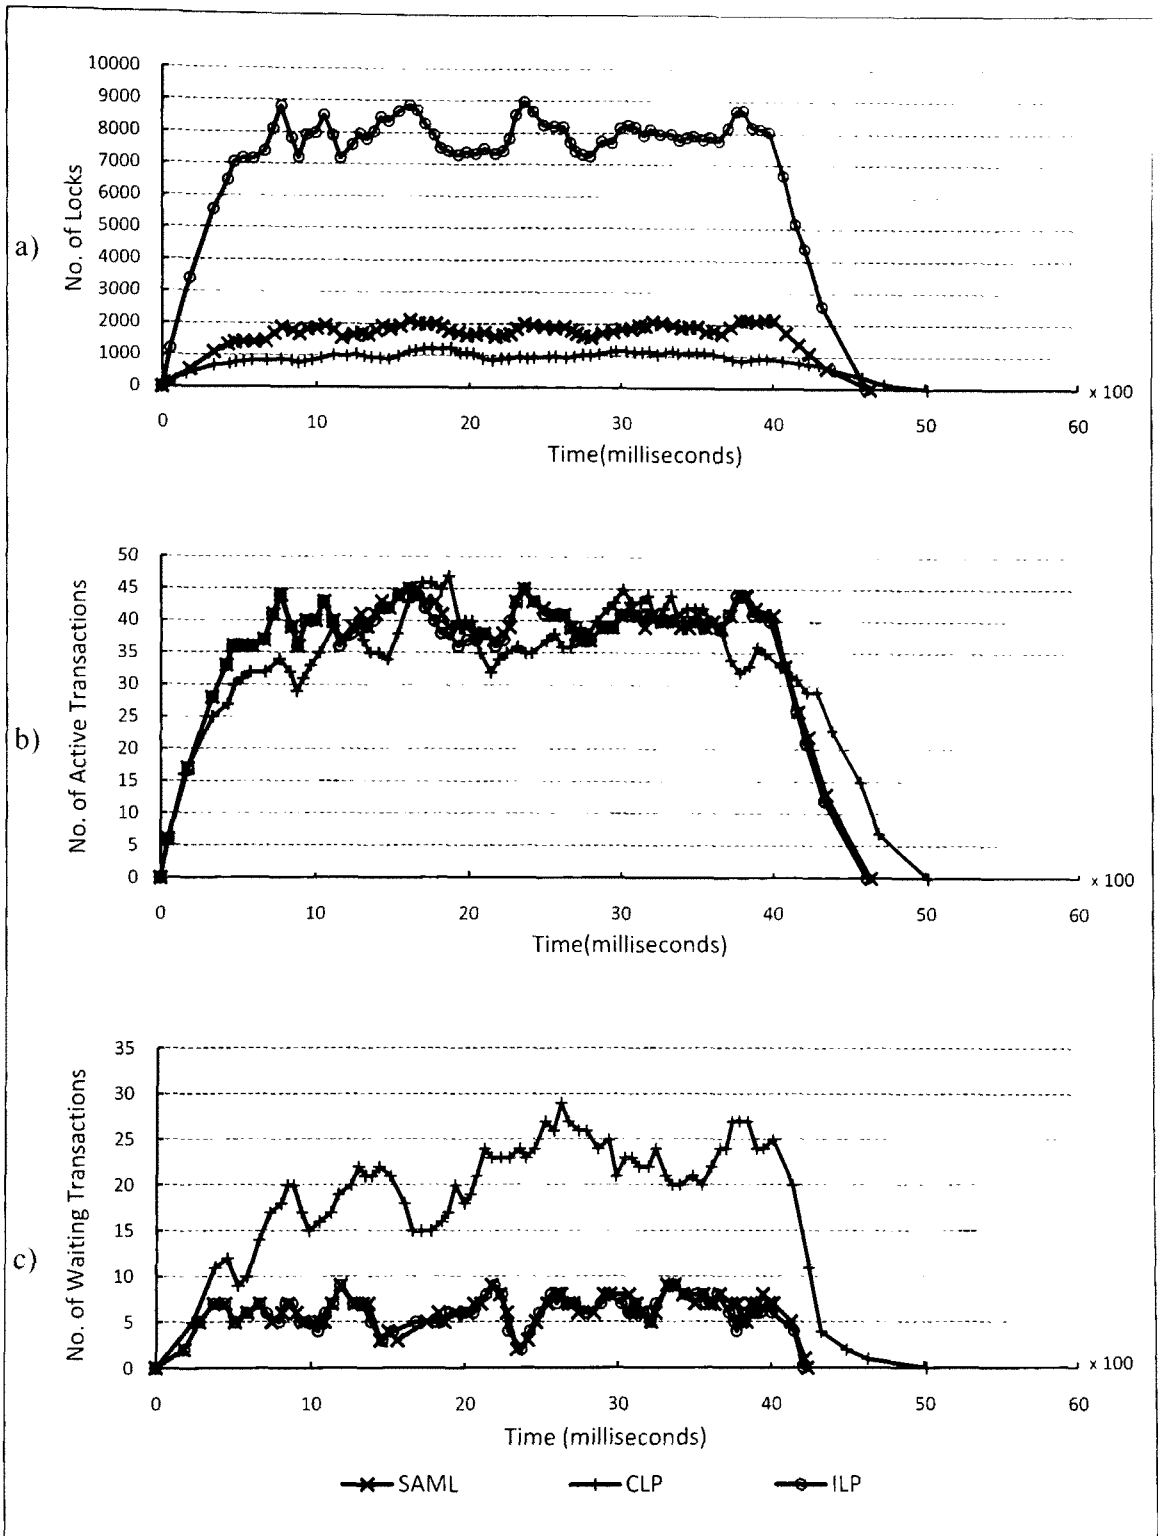 a)
No. of Locks
10000
9000
8000
7000
6000
5000
4000
3000
2000
1000
0
0 10 20 30 40 50 60
x 100
Time(milliseconds)
b)
No. of Active Transactions
50
45
40
35
30
25
20
15
10
5
0
0 10 20 30 40 50 60
x 100
Time(milliseconds)
c)
No. of Waiting Transactions
35
30
25
20
15
10
5
0
0 10 20 30 40 50 60
x 100
Time (milliseconds)
SAML CLP ILP